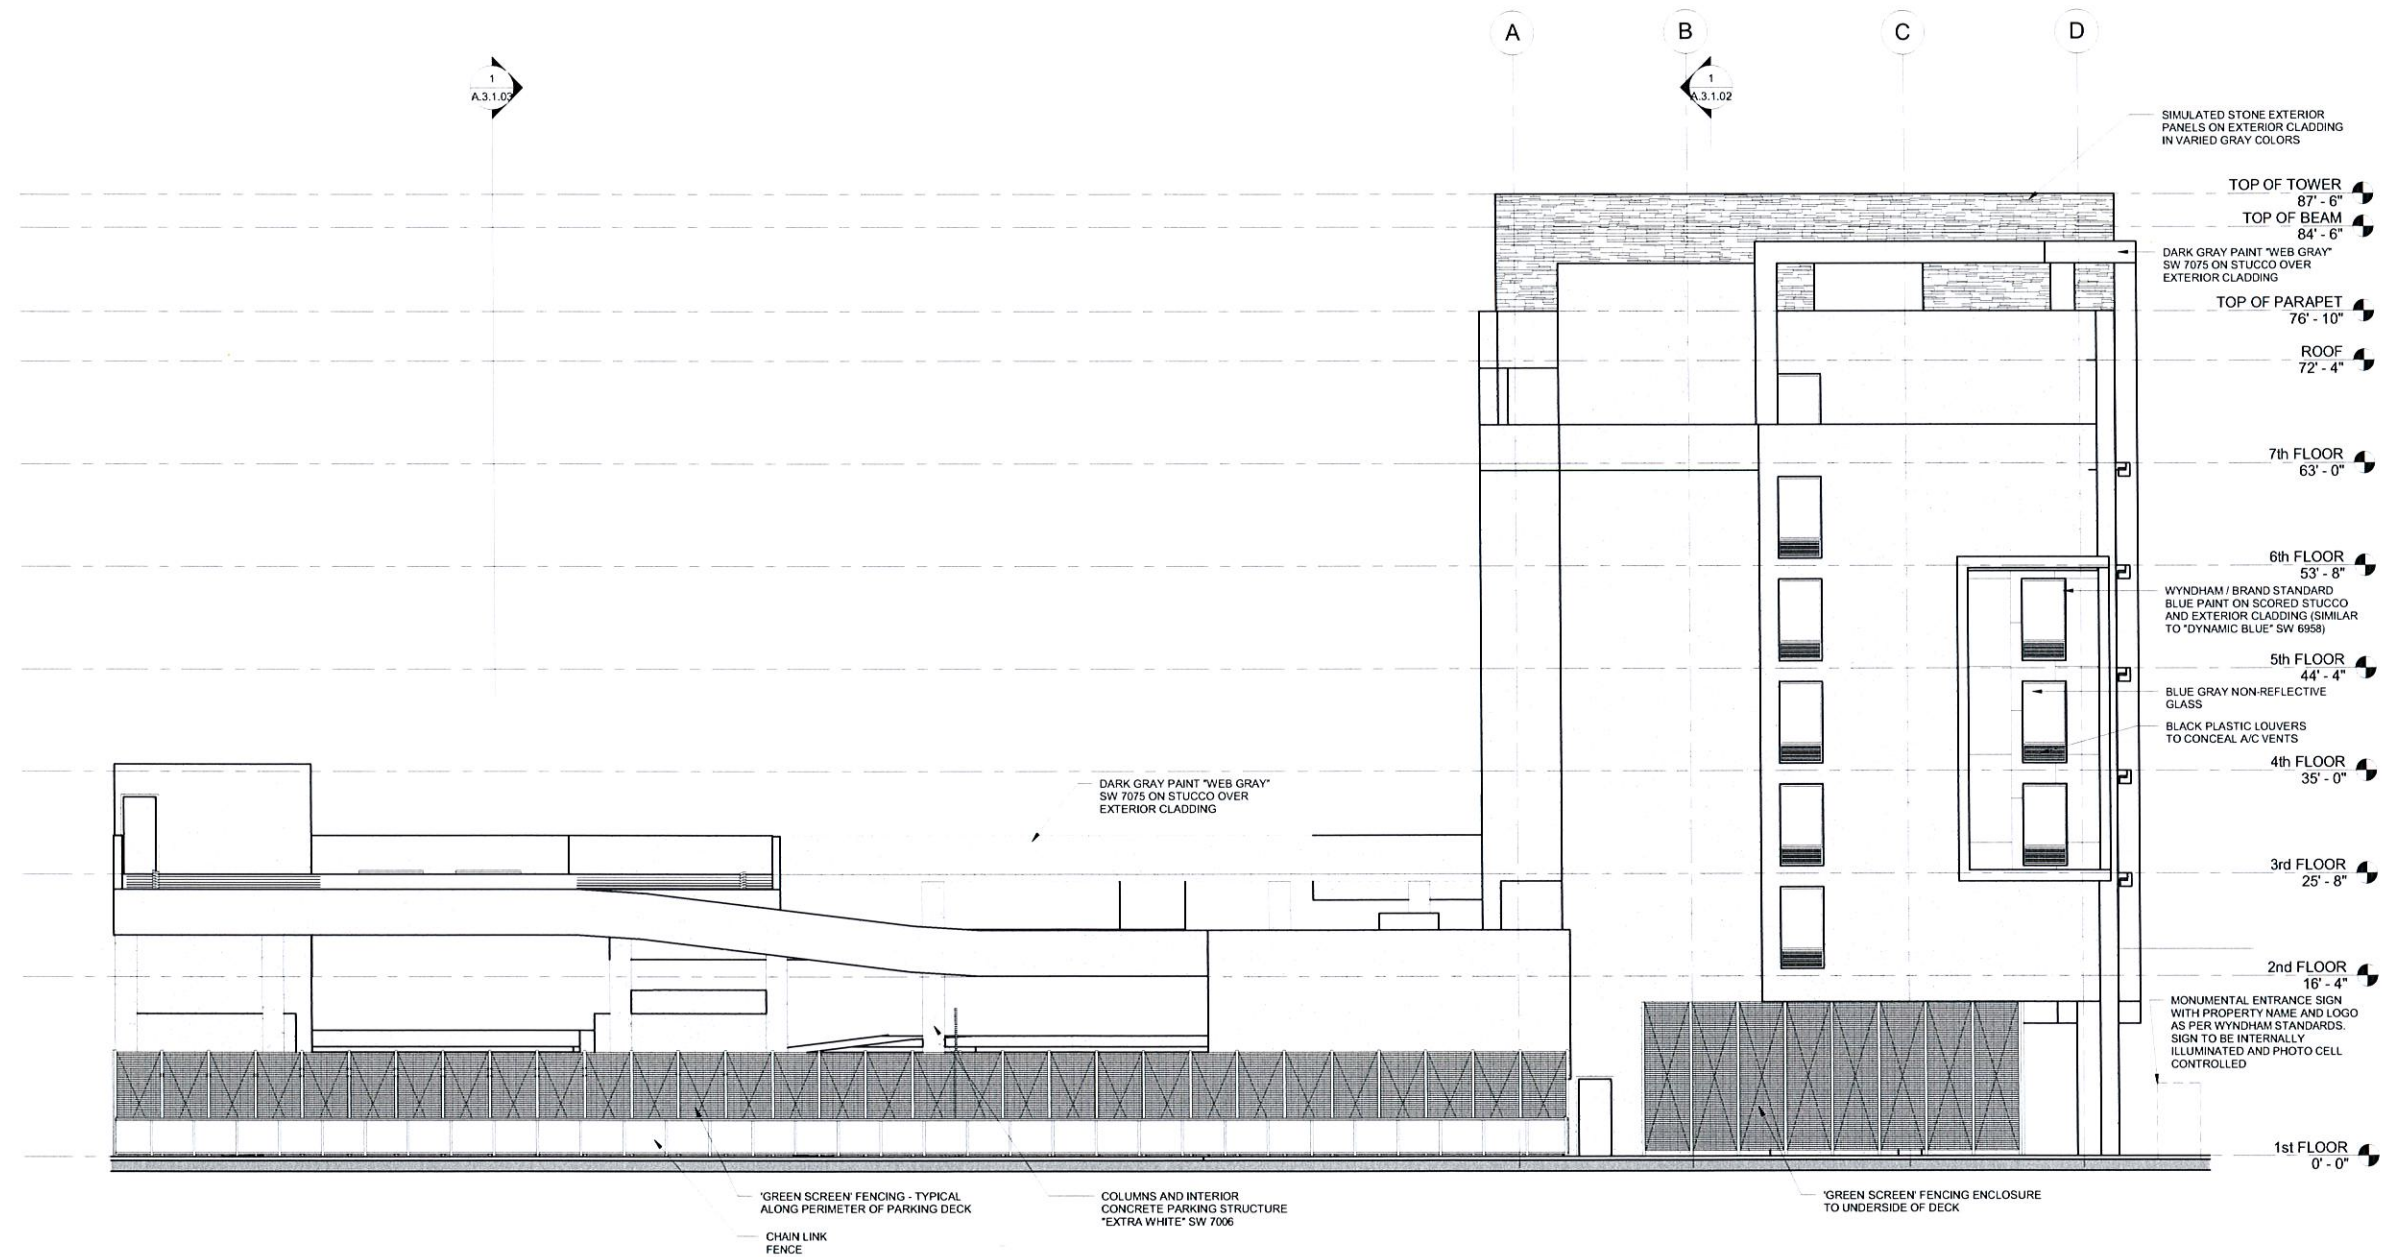 A
B
C
D
1
A.3.1.03
1
A.3.1.02
SIMULATED STONE EXTERIOR
PANELS ON EXTERIOR CLADDING
IN VARIED GRAY COLORS
TOP OF TOWER
87' - 6"
TOP OF BEAM
84' - 6"
DARK GRAY PAINT "WEB GRAY"
SW 7075 ON STUCCO OVER
EXTERIOR CLADDING
TOP OF PARAPET
76' - 10"
ROOF
72' - 4"
7th FLOOR
63' - 0"
6th FLOOR
53' - 8"
WYNDHAM / BRAND STANDARD
BLUE PAINT ON SCORED STUCCO
AND EXTERIOR CLADDING (SIMILAR
TO "DYNAMIC BLUE" SW 6958)
5th FLOOR
44' - 4"
BLUE GRAY NON-REFLECTIVE
GLASS
BLACK PLASTIC LOUVERS
TO CONCEAL A/C VENTS
4th FLOOR
35' - 0"
DARK GRAY PAINT "WEB GRAY"
SW 7075 ON STUCCO OVER
EXTERIOR CLADDING
3rd FLOOR
25' - 8"
2nd FLOOR
16' - 4"
MONUMENTAL ENTRANCE SIGN
WITH PROPERTY NAME AND LOGO
AS PER WYNDHAM STANDARDS.
SIGN TO BE INTERNALLY
ILLUMINATED AND PHOTO CELL
CONTROLLED
1st FLOOR
0' - 0"
'GREEN SCREEN' FENCING - TYPICAL
ALONG PERIMETER OF PARKING DECK
CHAIN LINK
FENCE
COLUMNS AND INTERIOR
CONCRETE PARKING STRUCTURE
"EXTRA WHITE" SW 7006
'GREEN SCREEN' FENCING ENCLOSURE
TO UNDERSIDE OF DECK